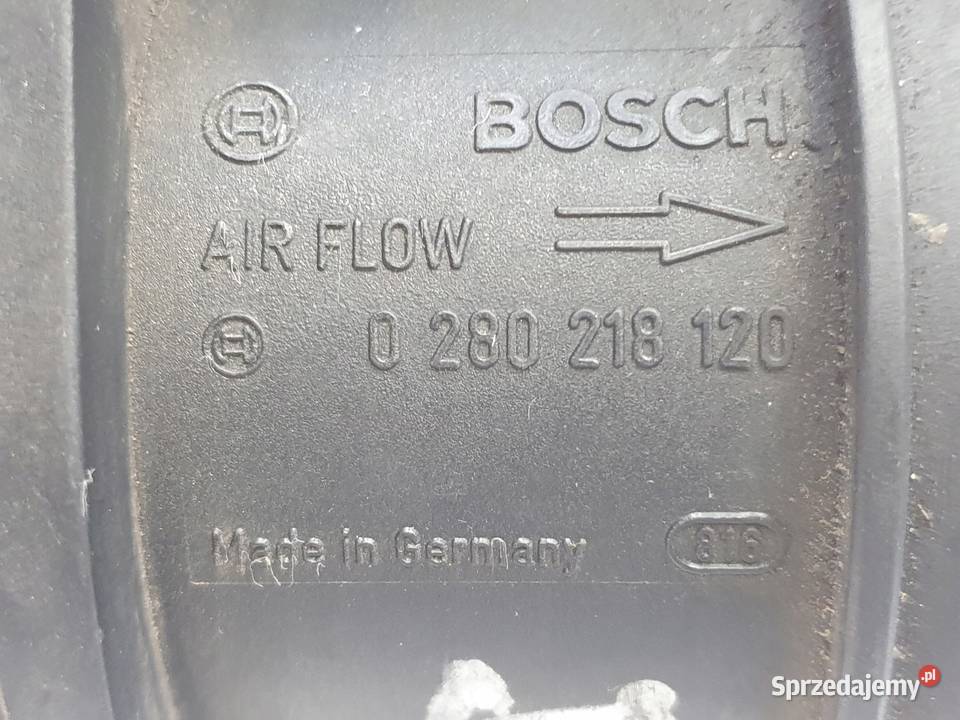 BOSCH
AIR FLOW
0 280 218 120
Made in Germany 816
Sprzedajemy.pl